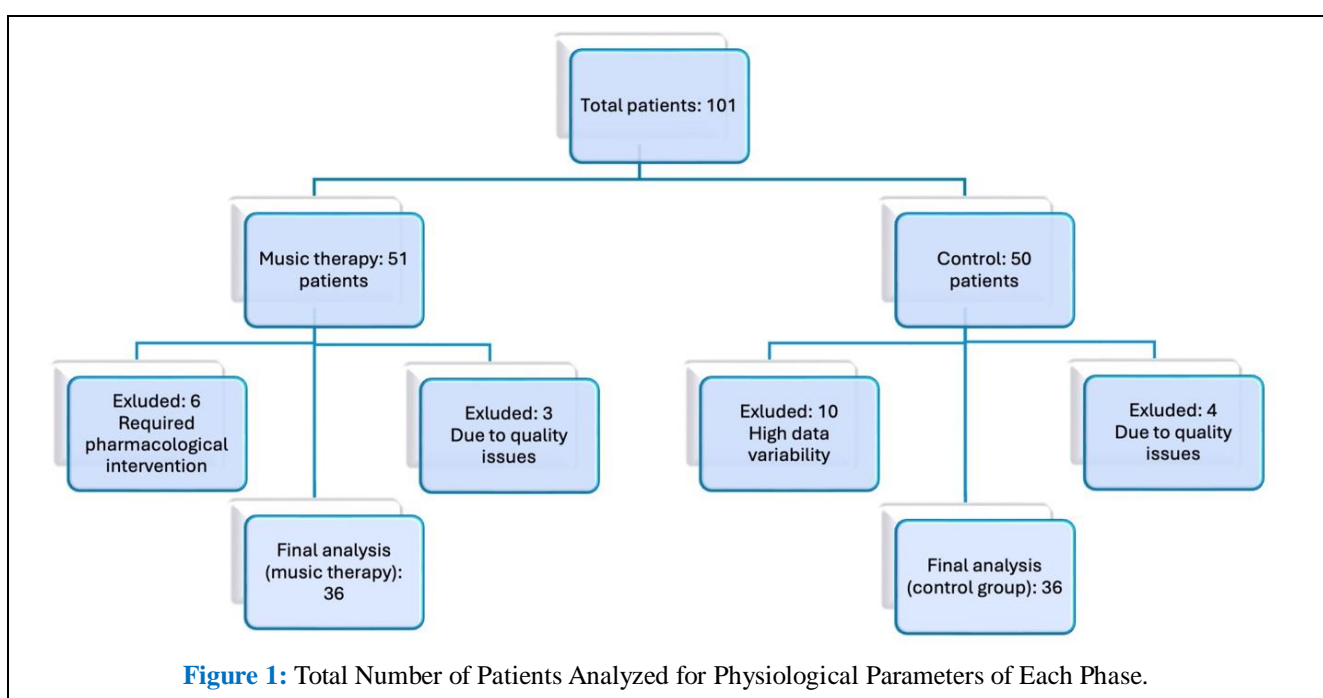 Total patients: 101
Music therapy: 51
patients
Control: 50
patients
Exluded: 6
Required
pharmacological
intervention
Exluded: 3
Due to quality
issues
Exluded: 10
High data
variability
Exluded: 4
Due to quality
issues
Final analysis
(music therapy):
36
Final analysis
(control group): 36
Figure 1: Total Number of Patients Analyzed for Physiological Parameters of Each Phase.